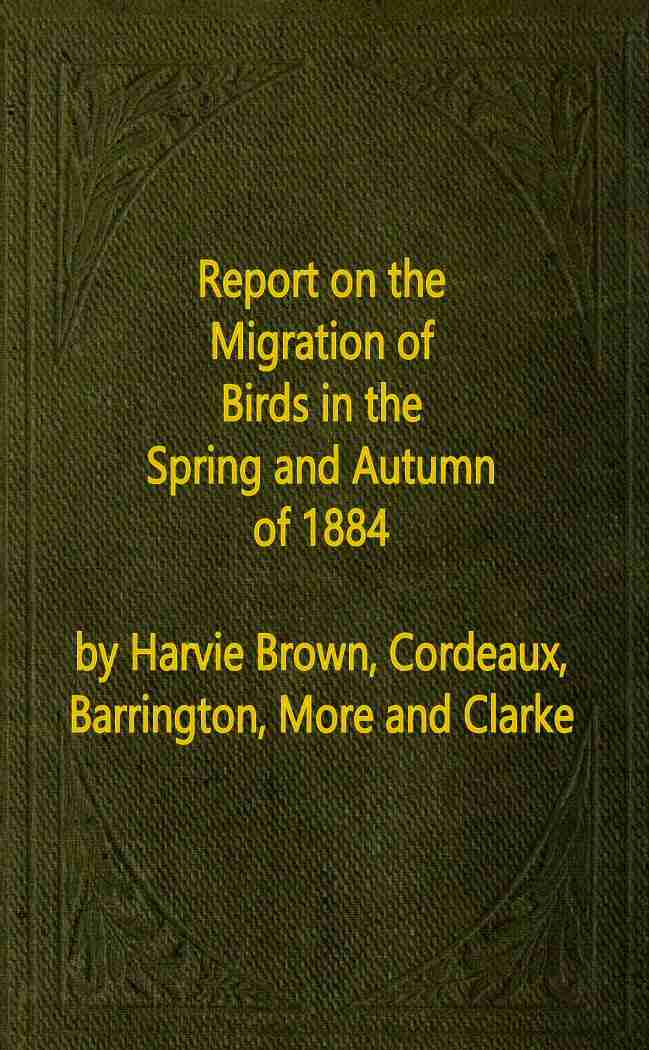 Report on the
Migration of
Birds in the
Spring and Autumn
of 1884
by Harvie Brown, Cordeaux,
Barrington, More and Clarke